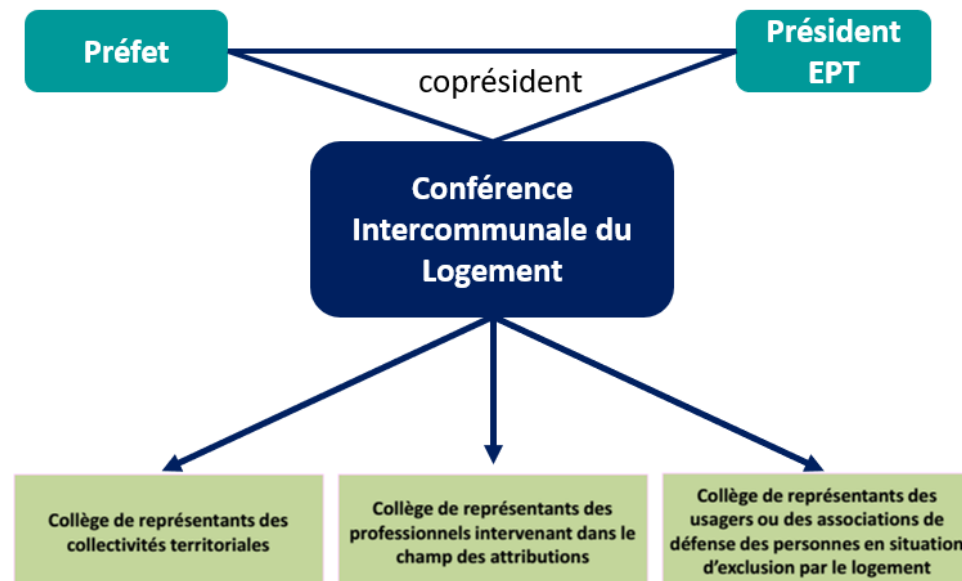 Préfet
Président
EPT
coprésident
Conférence
Intercommunale du
Logement
Collège de représentants des
collectivités territoriales
Collège de représentants des
professionnels intervenant dans le
champ des attributions
Collège de représentants des
usagers ou des associations de
défense des personnes en situation
d'exclusion par le logement